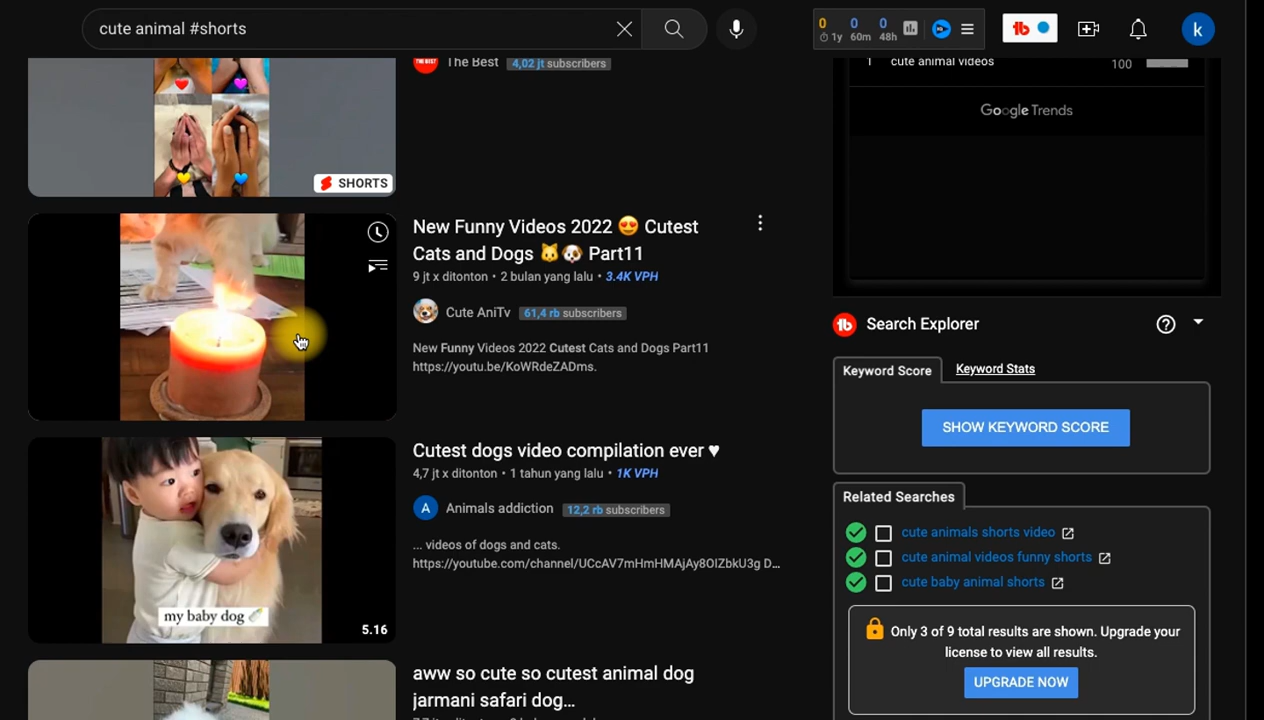 cute animal #shorts
0 0 0
1y 60m 48h
k
The Best 4,02 jt subscribers
SHORTS
1 cute animal videos 100
Google Trends
New Funny Videos 2022 😍 Cutest
Cats and Dogs 🐱🐶 Part11
9 jt x ditonton • 2 bulan yang lalu • 3.4K VPH
Cute AniTv 61,4 rb subscribers
New Funny Videos 2022 Cutest Cats and Dogs Part11
https://youtu.be/KoWRdeZADms.
Search Explorer
Keyword Score Keyword Stats
SHOW KEYWORD SCORE
Cutest dogs video compilation ever ♥
4,7 jt x ditonton • 1 tahun yang lalu • 1K VPH
A Animals addiction 12,2 rb subscribers
... videos of dogs and cats.
https://youtube.com/channel/UCcAV7mHmHMAjAy8OIZbkU3g D...
my baby dog 🍼
5.16
Related Searches
cute animals shorts video
cute animal videos funny shorts
cute baby animal shorts
Only 3 of 9 total results are shown. Upgrade your
license to view all results.
UPGRADE NOW
aww so cute so cutest animal dog
jarmani safari dog...